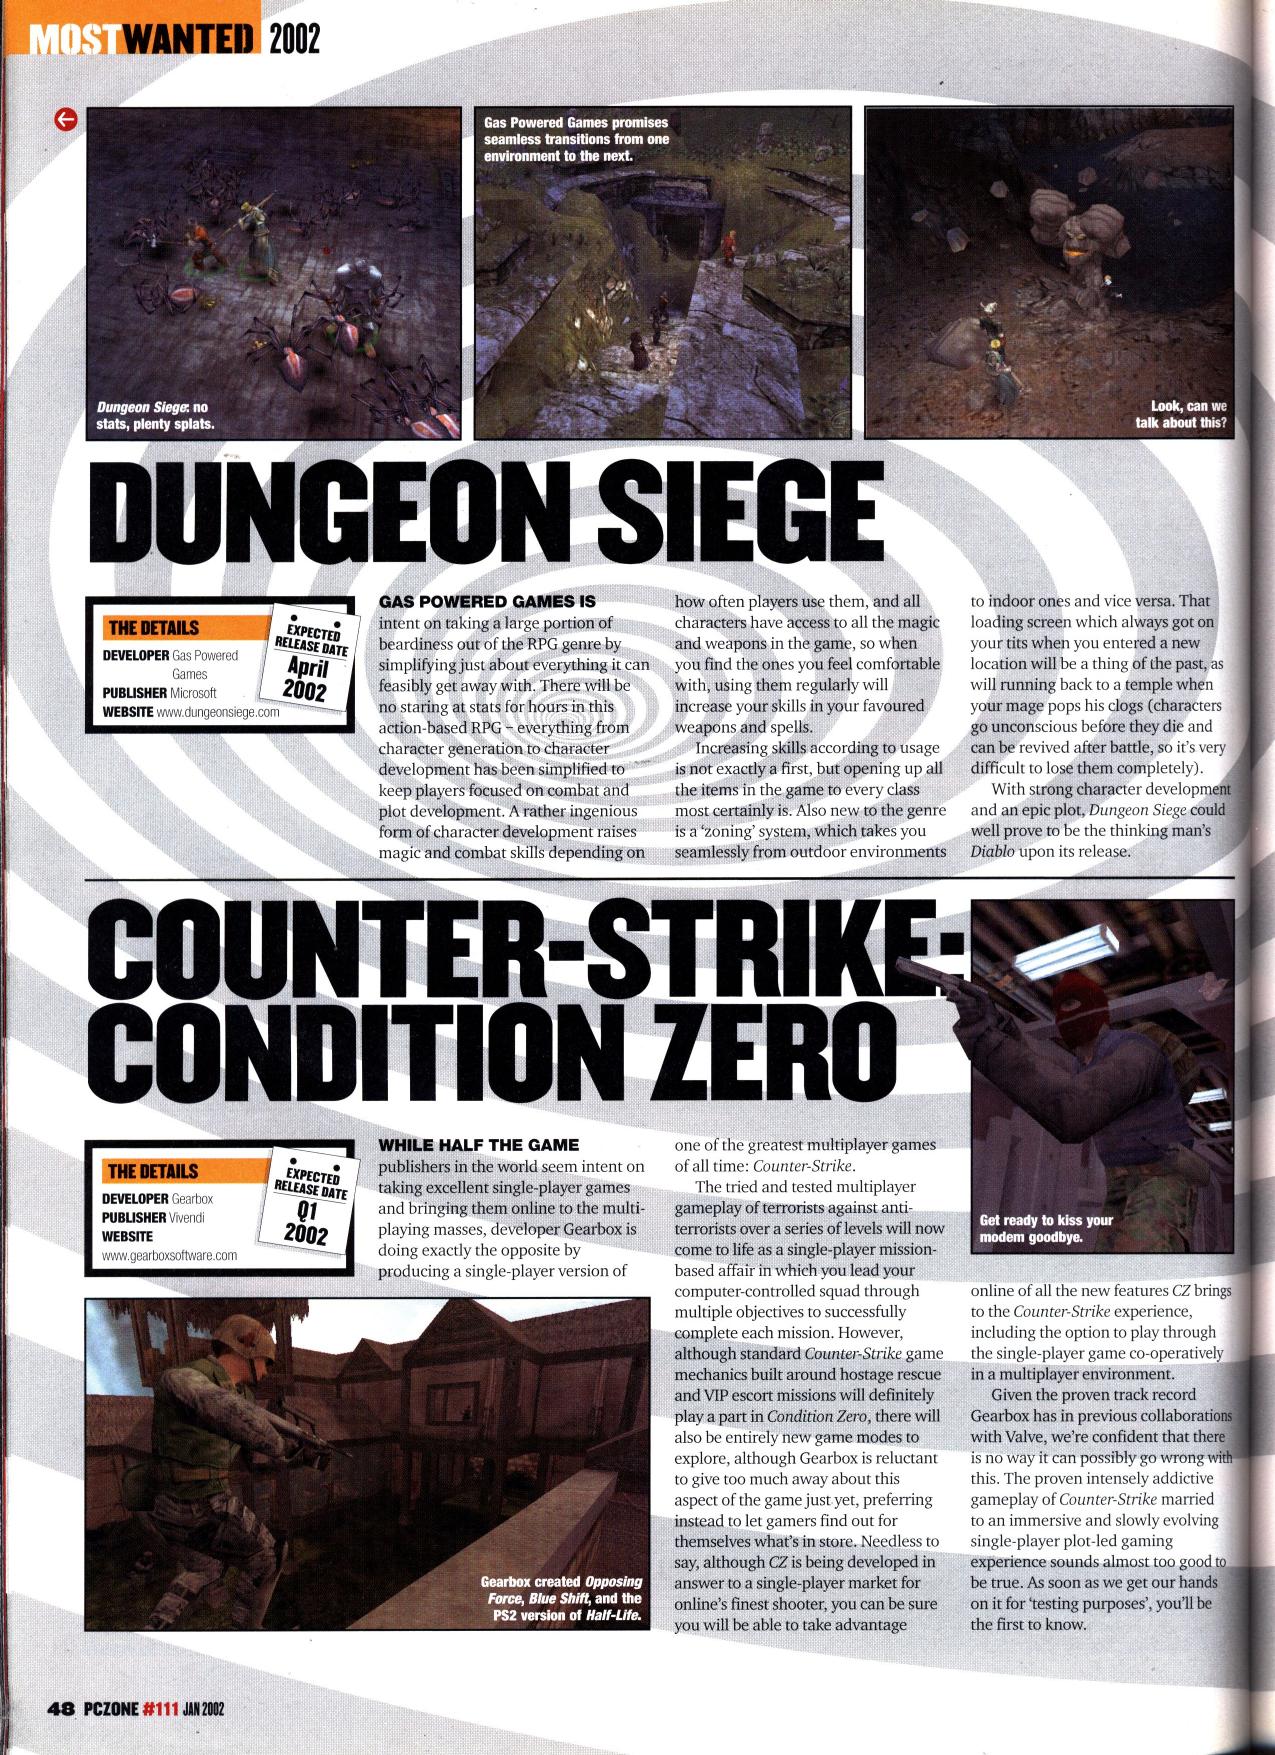 MOSTWANTED 2002
Dungeon Siege: no
stats, plenty splats.
Gas Powered Games promises
seamless transitions from one
environment to the next.
Look, can we
talk about this?
DUNGEON SIEGE
THE DETAILS
DEVELOPER Gas Powered
Games
PUBLISHER Microsoft
WEBSITE www.dungeonsiege.com
EXPECTED
RELEASE DATE
April
2002
GAS POWERED GAMES IS
intent on taking a large portion of
beardiness out of the RPG genre by
simplifying just about everything it can
feasibly get away with. There will be
no staring at stats for hours in this
action-based RPG – everything from
character generation to character
development has been simplified to
keep players focused on combat and
plot development. A rather ingenious
form of character development raises
magic and combat skills depending on
how often players use them, and all
characters have access to all the magic
and weapons in the game, so when
you find the ones you feel comfortable
with, using them regularly will
increase your skills in your favoured
weapons and spells.
Increasing skills according to usage
is not exactly a first, but opening up all
the items in the game to every class
most certainly is. Also new to the genre
is a 'zoning' system, which takes you
seamlessly from outdoor environments
to indoor ones and vice versa. That
loading screen which always got on
your tits when you entered a new
location will be a thing of the past, as
will running back to a temple when
your mage pops his clogs (characters
go unconscious before they die and
can be revived after battle, so it's very
difficult to lose them completely).
With strong character development
and an epic plot, Dungeon Siege could
well prove to be the thinking man's
Diablo upon its release.
COUNTER-STRIKE:
CONDITION ZERO
THE DETAILS
DEVELOPER Gearbox
PUBLISHER Vivendi
WEBSITE
www.gearboxsoftware.com
EXPECTED
RELEASE DATE
Q1
2002
WHILE HALF THE GAME
publishers in the world seem intent on
taking excellent single-player games
and bringing them online to the multi-
playing masses, developer Gearbox is
doing exactly the opposite by
producing a single-player version of
Gearbox created Opposing
Force, Blue Shift, and the
PS2 version of Half-Life.
one of the greatest multiplayer games
of all time: Counter-Strike.
The tried and tested multiplayer
gameplay of terrorists against anti-
terrorists over a series of levels will now
come to life as a single-player mission-
based affair in which you lead your
computer-controlled squad through
multiple objectives to successfully
complete each mission. However,
although standard Counter-Strike game
mechanics built around hostage rescue
and VIP escort missions will definitely
play a part in Condition Zero, there will
also be entirely new game modes to
explore, although Gearbox is reluctant
to give too much away about this
aspect of the game just yet, preferring
instead to let gamers find out for
themselves what's in store. Needless to
say, although CZ is being developed in
answer to a single-player market for
online's finest shooter, you can be sure
you will be able to take advantage
Get ready to kiss your
modem goodbye.
online of all the new features CZ brings
to the Counter-Strike experience,
including the option to play through
the single-player game co-operatively
in a multiplayer environment.
Given the proven track record
Gearbox has in previous collaborations
with Valve, we're confident that there
is no way it can possibly go wrong with
this. The proven intensely addictive
gameplay of Counter-Strike married
to an immersive and slowly evolving
single-player plot-led gaming
experience sounds almost too good to
be true. As soon as we get our hands
on it for 'testing purposes', you'll be
the first to know.
48 PCZONE #111 JAN 2002